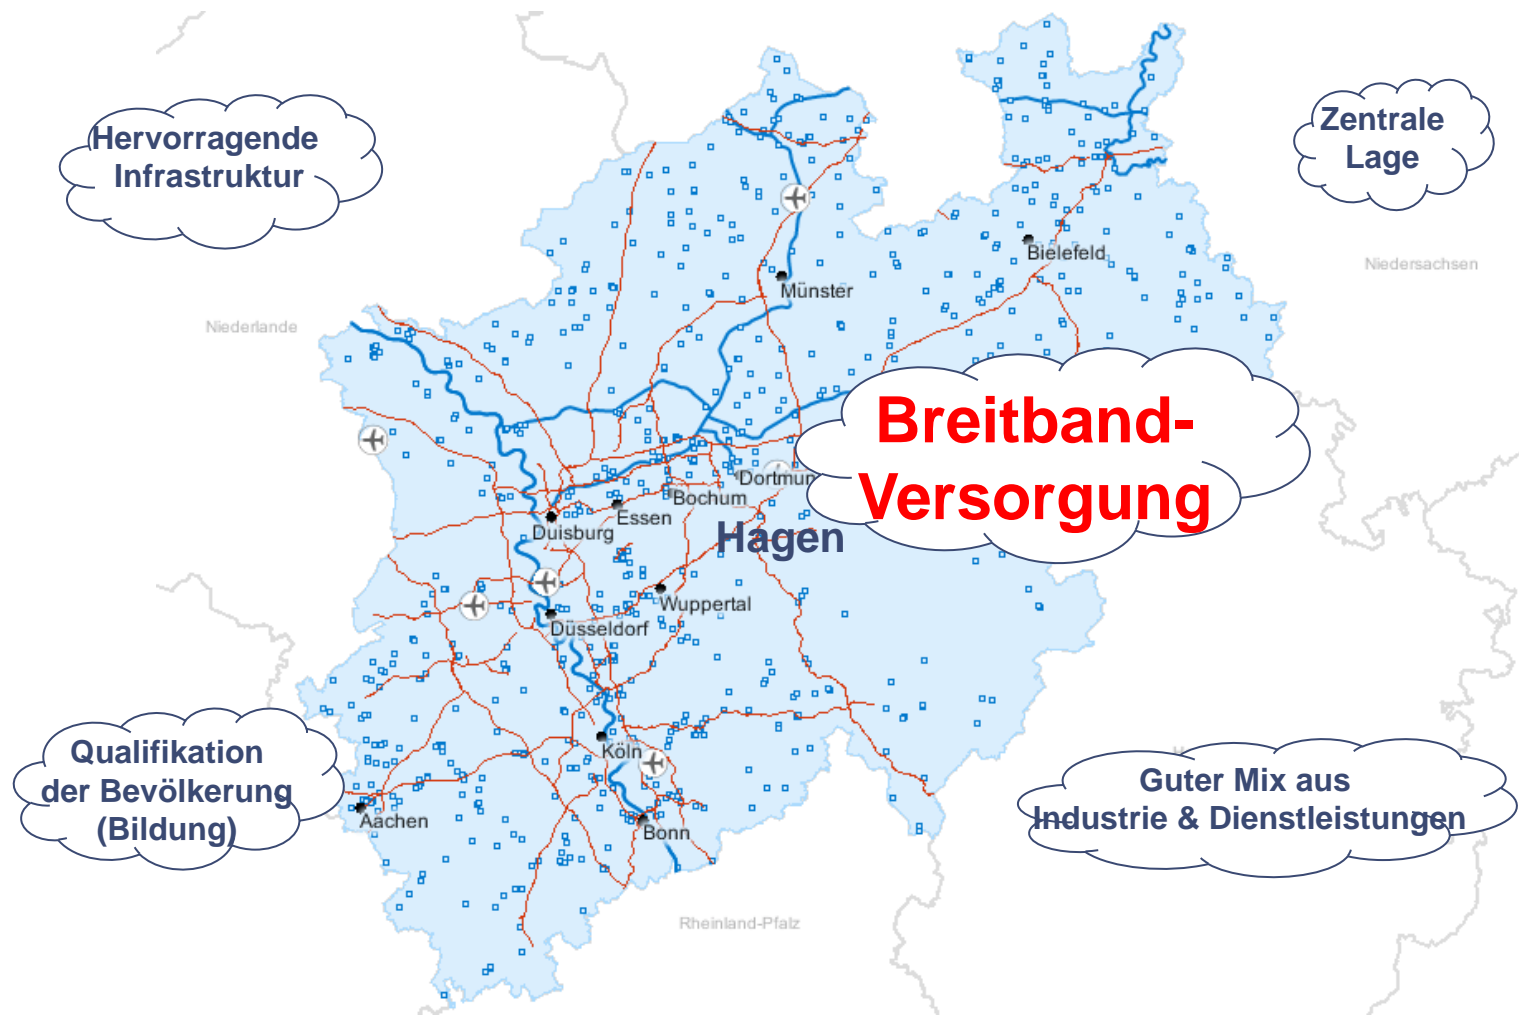 Hervorragende
Infrastruktur
Zentrale
Lage
Bielefeld
Niedersachsen
Münster
Niederlande
Breitband-
Versorgung
Dortmun
Bochum
Essen
Duisburg
Hagen
Wuppertal
Düsseldorf
Qualifikation
der Bevölkerung
(Bildung)
Köln
Guter Mix aus
Industrie & Dienstleistungen
Aachen
Bonn
Rheinland-Pfalz